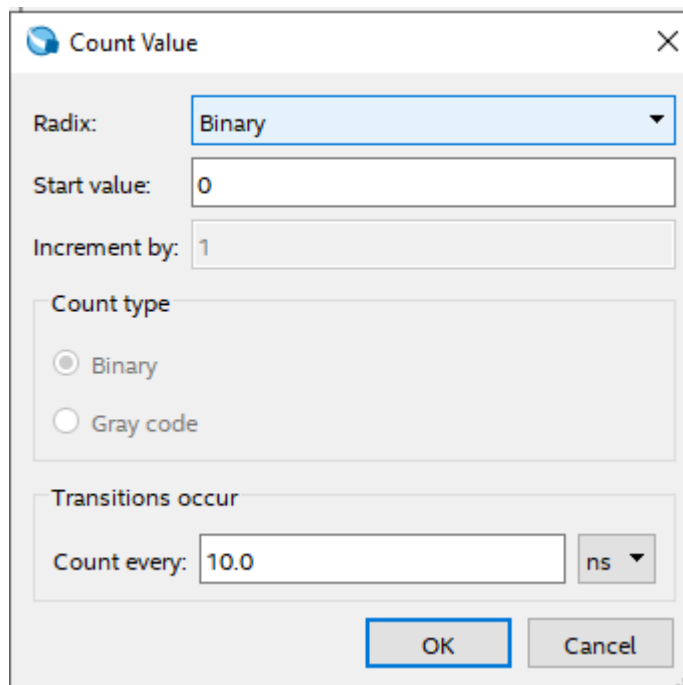 Count Value
Radix: Binary
Start value: 0
Increment by: 1
Count type
Binary
Gray code
Transitions occur
Count every: 10.0 ns
OK Cancel